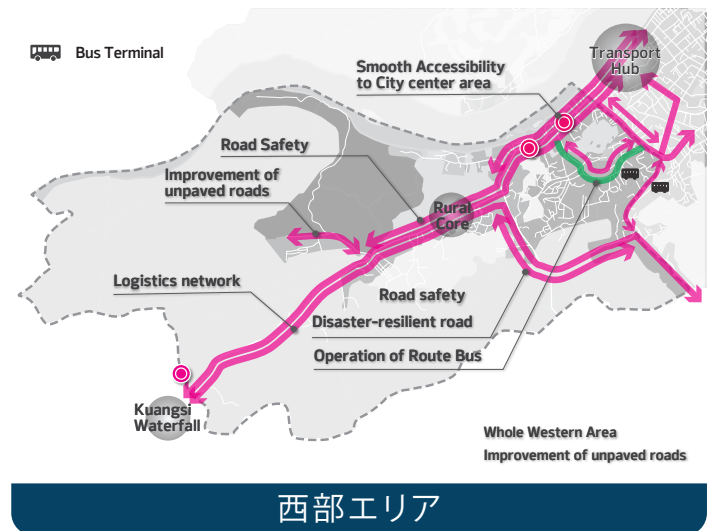 Bus Terminal
Transport
Hub
Smooth Accessibility
to City center area
Road Safety
Improvement of
unpaved roads
Rural
Core
Logistics network
Road safety
Disaster-resilient road
Operation of Route Bus
Kuangsi
Waterfall
Whole Western Area
Improvement of unpaved roads
西部エリア